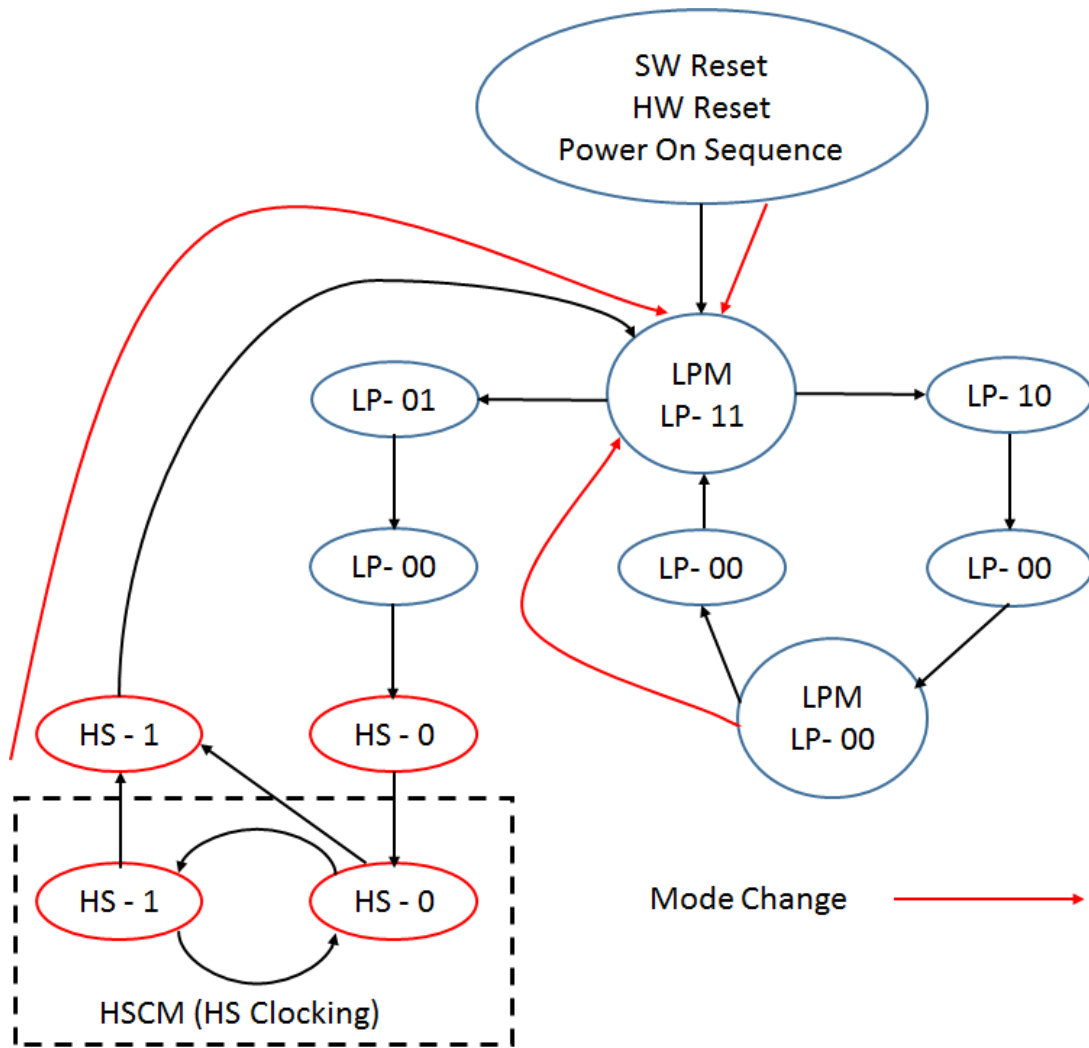 SW Reset
HW Reset
Power On Sequence
LPM
LP- 11
LP- 01
LP- 10
LP- 00
LP- 00
LP- 00
LPM
LP- 00
HS - 1
HS - 0
HS - 1
HS - 0
Mode Change
HSCM (HS Clocking)